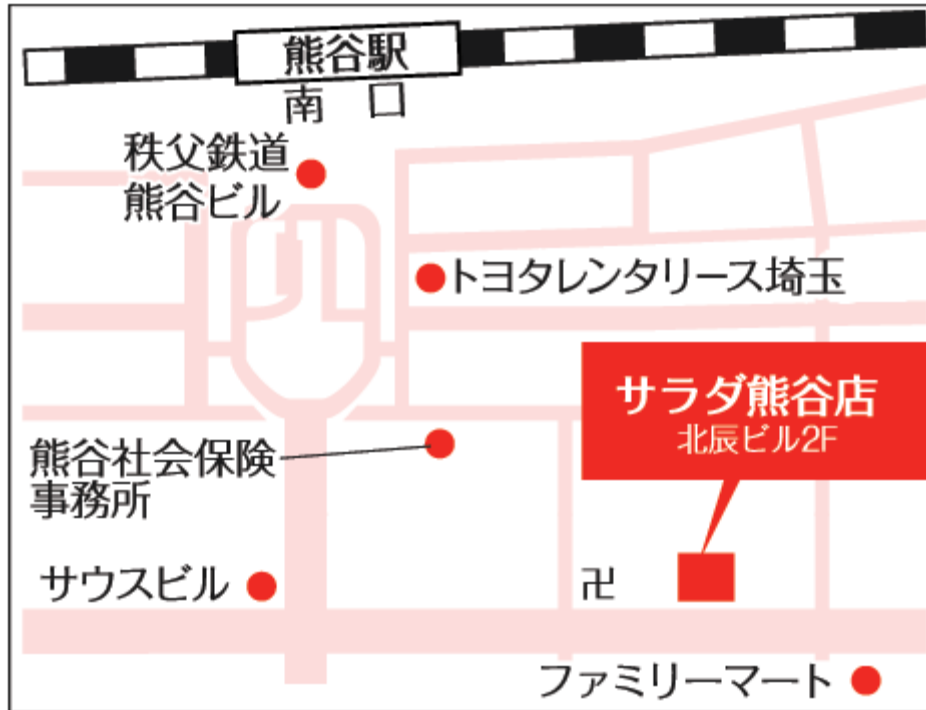 熊谷駅
南 口
秩父鉄道
熊谷ビル
トヨタレンタリース埼玉
サラダ熊谷店
北辰ビル2F
熊谷社会保険
事務所
サウスビル
卍
ファミリーマート